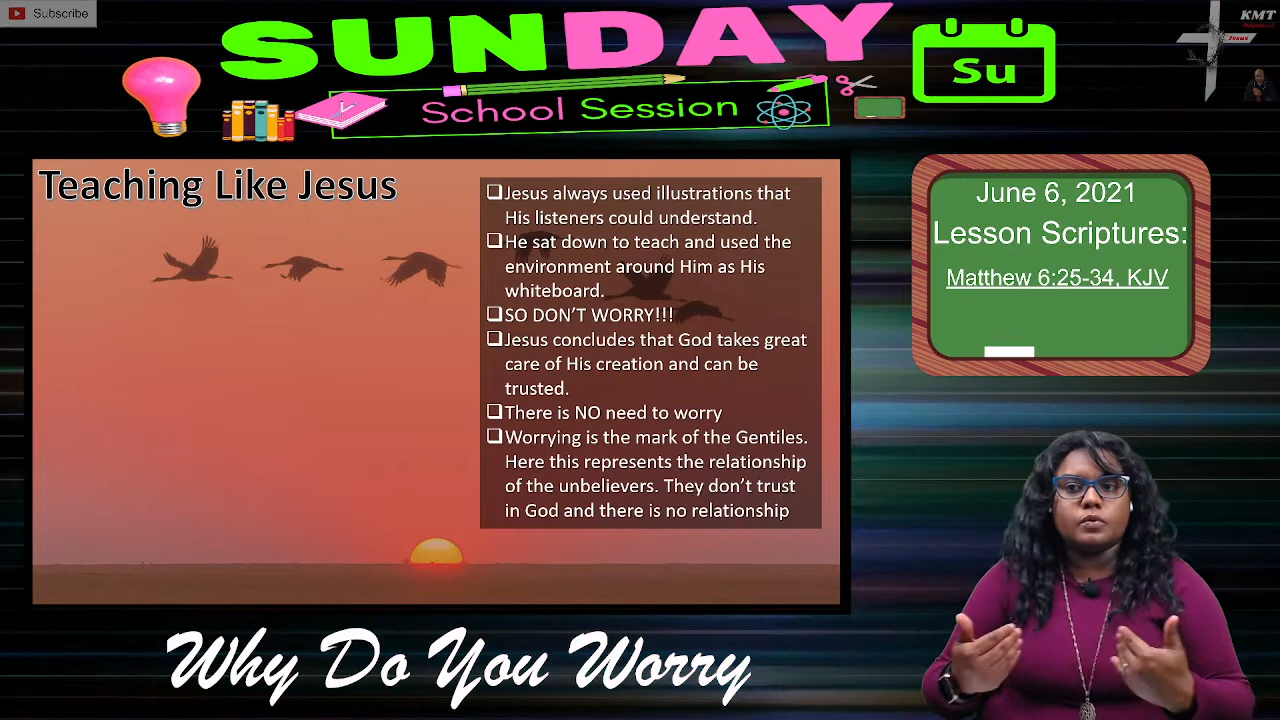 Subscribe
SUNDAY
School Session
Su
KMT
Jesus
Teaching Like Jesus
❑Jesus always used illustrations that
His listeners could understand.
❑He sat down to teach and used the
environment around Him as His
whiteboard.
❑SO DON’T WORRY!!!
❑Jesus concludes that God takes great
care of His creation and can be
trusted.
❑There is NO need to worry
❑Worrying is the mark of the Gentiles.
Here this represents the relationship
of the unbelievers. They don’t trust
in God and there is no relationship
June 6, 2021
Lesson Scriptures:
Matthew 6:25-34, KJV
Why Do You Worry